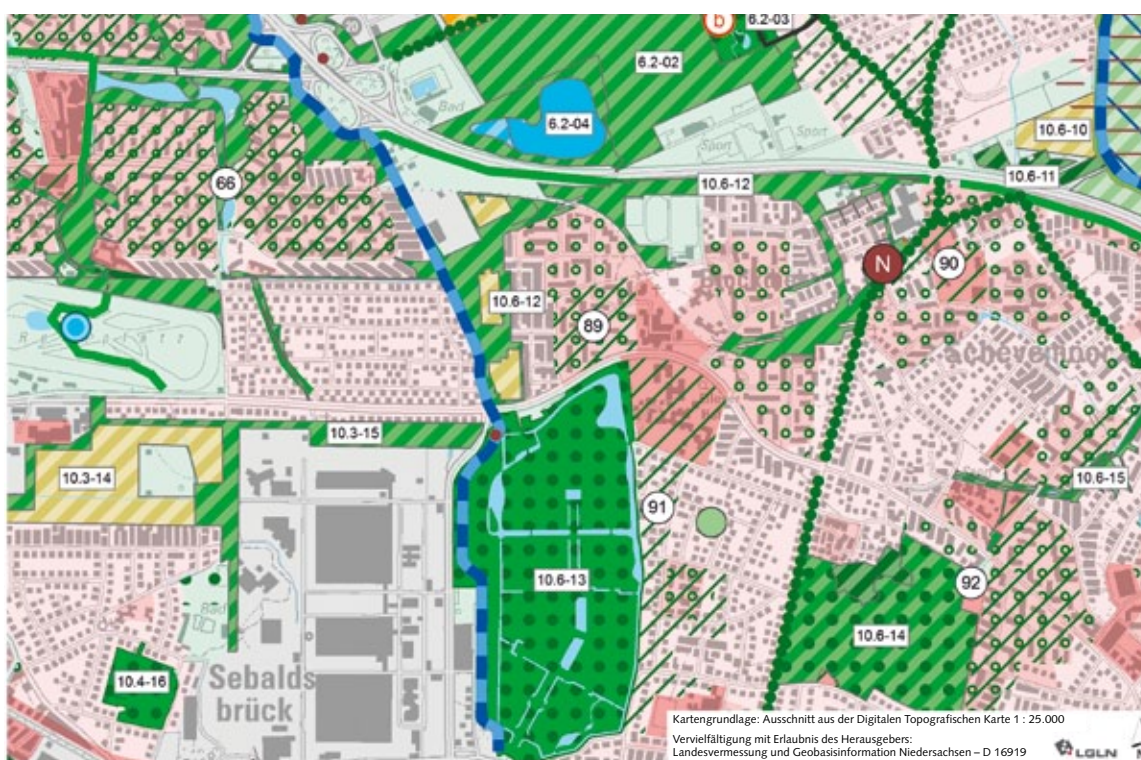 b
6.2-03
20
6.2-02
Bad
6.2-04
10.6-10
Sport
Sport
66
10.6-12
10.6-11
N
90
10.6-12
89
10.3-15
10.3-14
10.6-15
91
92
10.6-13
Bad
10.6-14
10.4-16
Sebalds
brück
Kartengrundlage: Ausschnitt aus der Digitalen Topografischen Karte 1 : 25.000
Vervielfältigung mit Erlaubnis des Herausgebers:
Landesvermessung und Geobasisinformation Niedersachsen – D 16919
LGLN